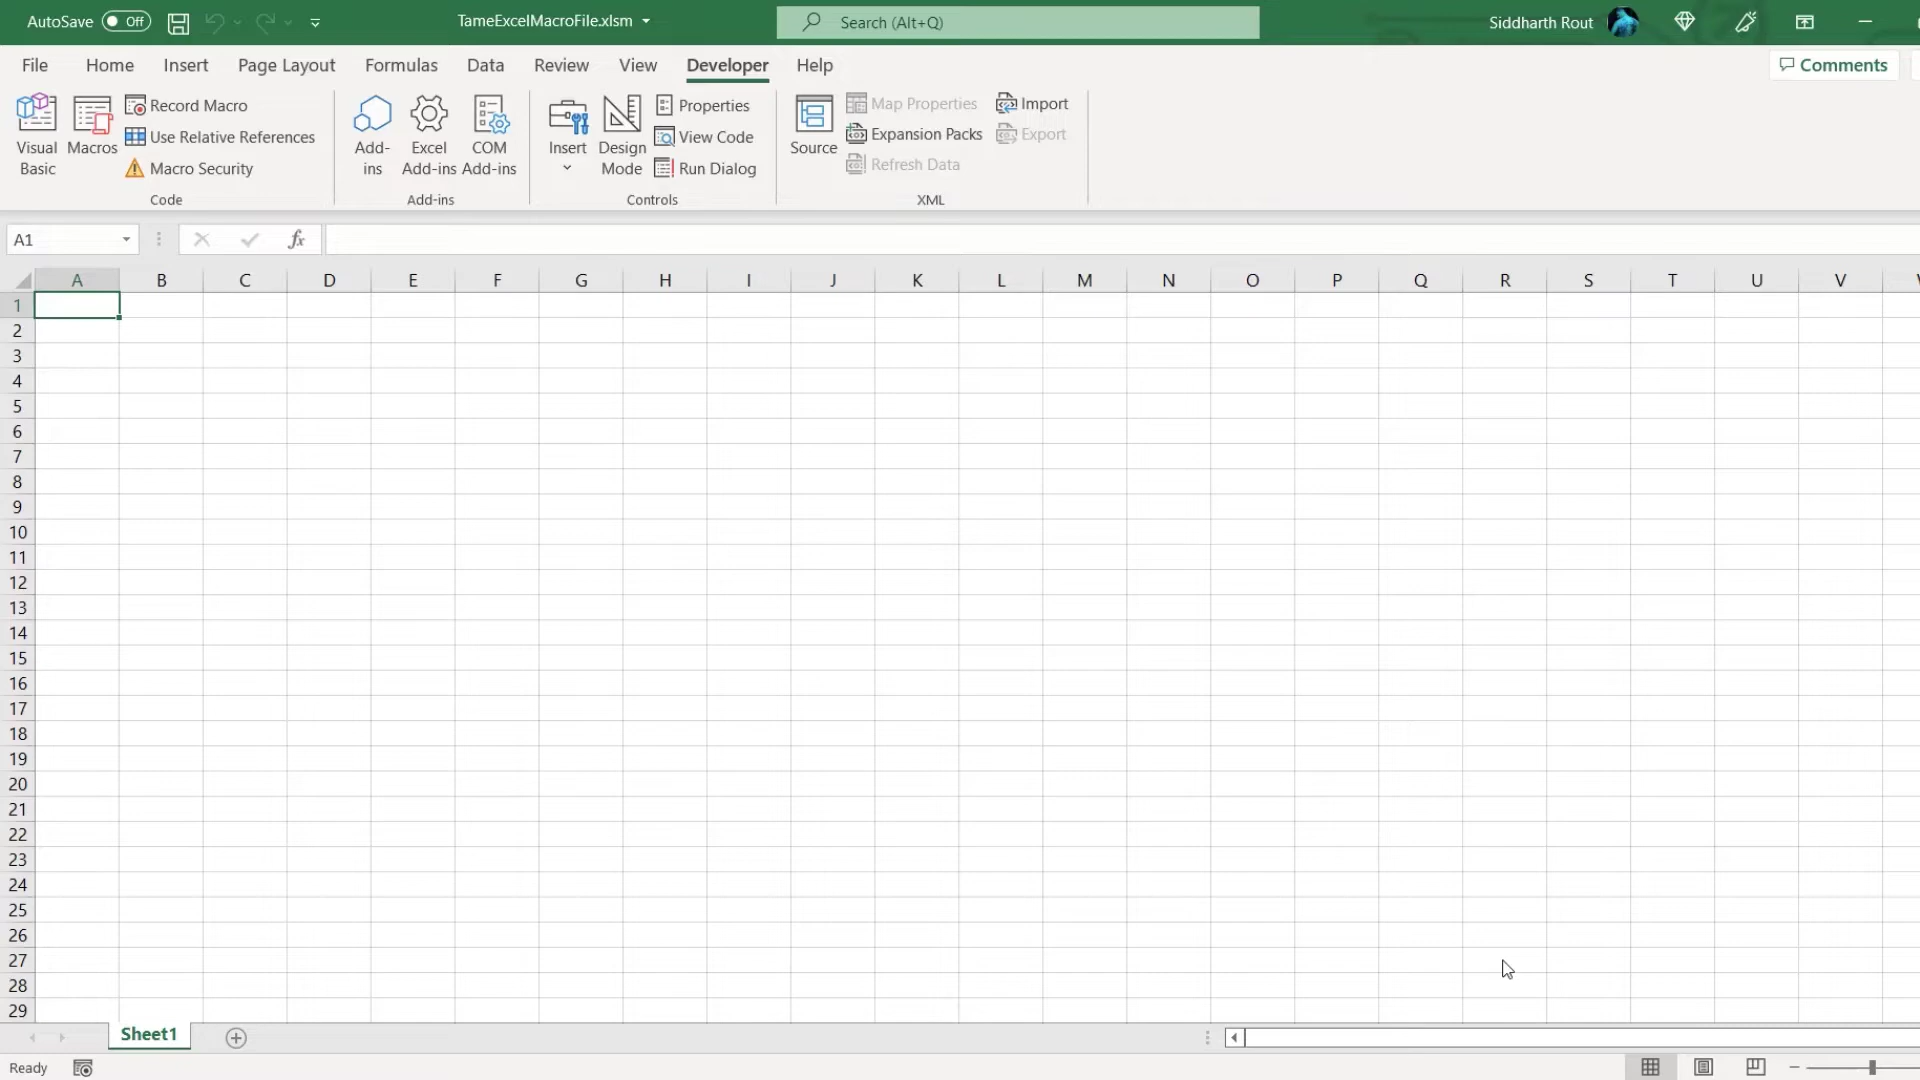 AutoSave Off TameExcelMacroFile.xlsm Search (Alt+Q) Siddharth Rout
File Home Insert Page Layout Formulas Data Review View Developer Help Comments
Visual Basic
Macros
Record Macro
Use Relative References
Macro Security
Code
Add-ins
Excel Add-ins
COM Add-ins
Add-ins
Insert
Design Mode
Properties
View Code
Run Dialog
Controls
Source
Map Properties
Expansion Packs
Refresh Data
Import
Export
XML
A1 fx
A B C D E F G H I J K L M N O P Q R S T U V
1
2
3
4
5
6
7
8
9
10
11
12
13
14
15
16
17
18
19
20
21
22
23
24
25
26
27
28
29
Sheet1
Ready